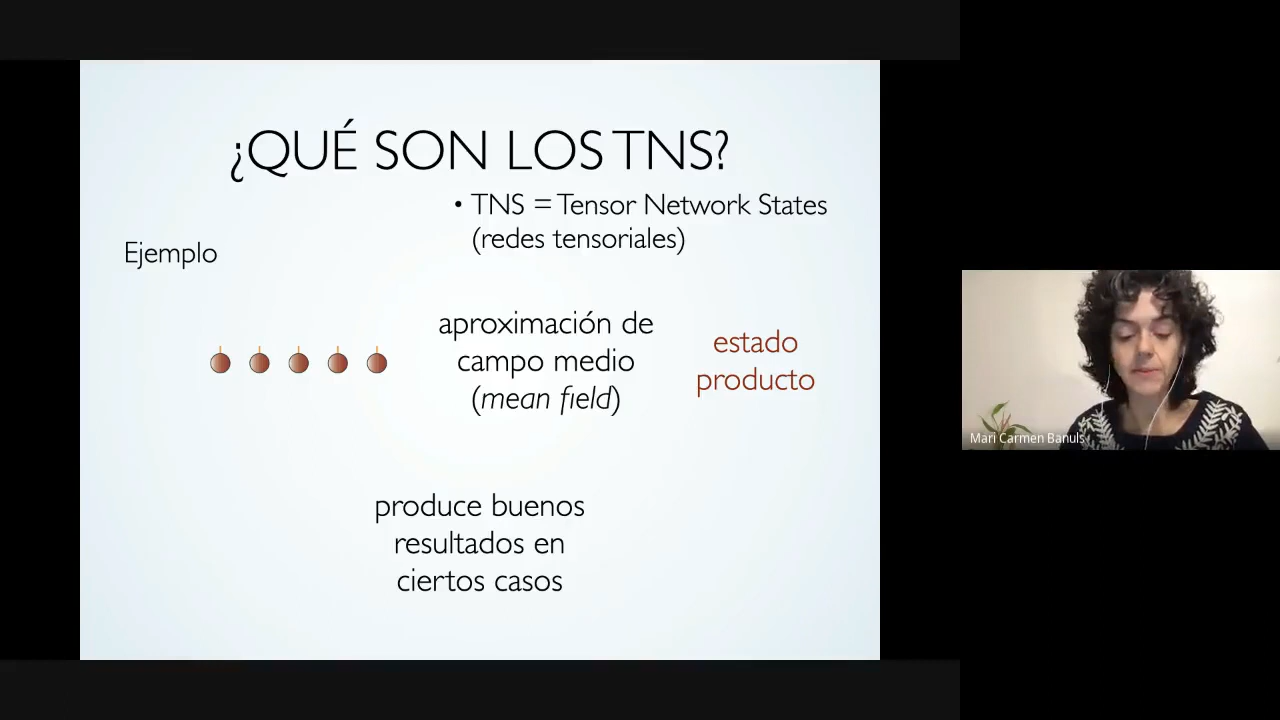 ¿QUÉ SON LOS TNS?
• TNS = Tensor Network States
(redes tensoriales)
Ejemplo
aproximación de
campo medio
(mean field)
estado
producto
produce buenos
resultados en
ciertos casos
Mari Carmen Banuls